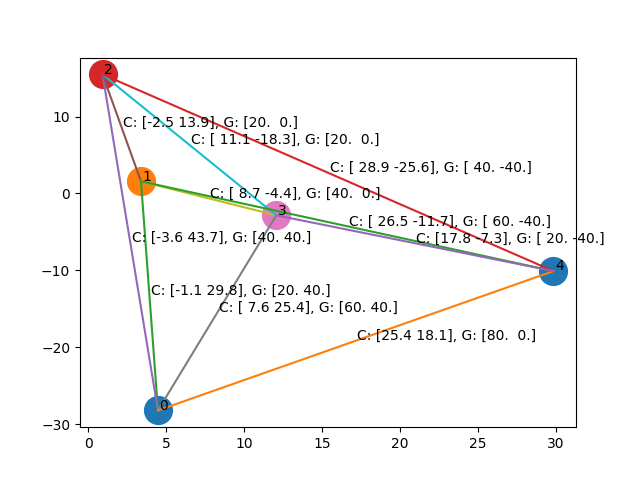 2
10
C: [-2.5 13.9], G: [20.  0.]
C: [ 11.1 -18.3], G: [20.  0.]
C: [ 28.9 -25.6], G: [ 40. -40.]
1
0
C: [ 8.7 -4.4], G: [40.  0.]
3
C: [ 26.5 -11.7], G: [ 60. -40.]
C: [-3.6 43.7], G: [40. 40.]
C: [17.8 -7.3], G: [ 20. -40.]
4
−10
C: [-1.1 29.8], G: [20. 40.]
C: [ 7.6 25.4], G: [60. 40.]
C: [25.4 18.1], G: [80.  0.]
−20
0
−30
0 5 10 15 20 25 30